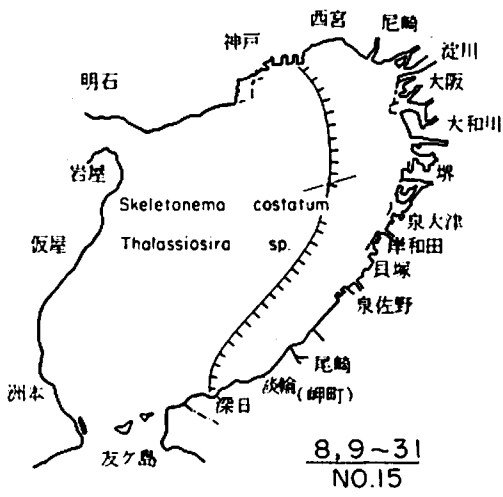 西宮
尼崎
神戸
淀川
明石
大阪
大和川
岩屋
堺
Skeletonema costatum
泉大津
仮屋
Thalassiosira sp.
岸和田
貝塚
泉佐野
尾崎
洲本
淡輪(岬町)
深日
友ヶ島
8,9~31
NO.15